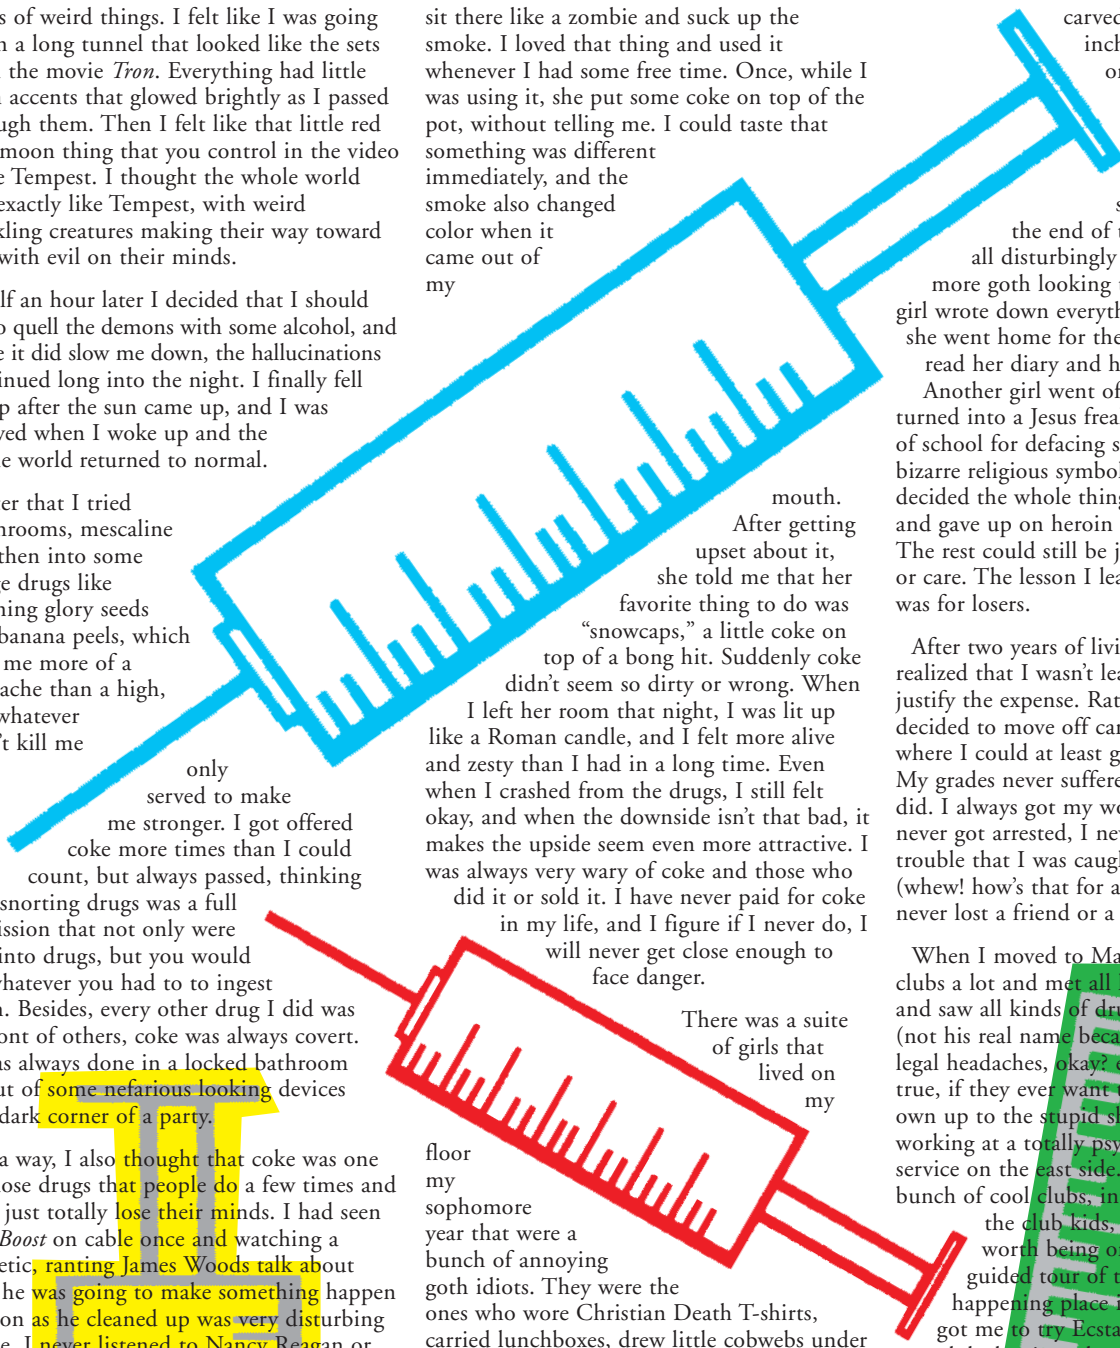 s of weird things. I felt like I was going
a long tunnel that looked like the sets
the movie Tron. Everything had little
accents that glowed brightly as I passed
ugh them. Then I felt like that little red
moon thing that you control in the video
e Tempest. I thought the whole world
exactly like Tempest, with weird
kling creatures making their way toward
with evil on their minds.
lf an hour later I decided that I should
o quell the demons with some alcohol, and
e it did slow me down, the hallucinations
inued long into the night. I finally fell
p after the sun came up, and I was
ved when I woke up and the
e world returned to normal.
er that I tried
hrooms, mescaline
then into some
ge drugs like
ning glory seeds
banana peels, which
me more of a
ache than a high,
whatever
't kill me
only
served to make
me stronger. I got offered
coke more times than I could
count, but always passed, thinking
snorting drugs was a full
ission that not only were
into drugs, but you would
whatever you had to to ingest
n. Besides, every other drug I did was
ont of others, coke was always covert.
as always done in a locked bathroom
ut of some nefarious looking devices
dark corner of a party.
a way, I also thought that coke was one
hose drugs that people do a few times and
just totally lose their minds. I had seen
Boost on cable once and watching a
etic, ranting James Woods talk about
he was going to make something happen
on as he cleaned up was very disturbing
e. I never listened to Nancy Reagan or
sit there like a zombie and suck up the
smoke. I loved that thing and used it
whenever I had some free time. Once, while I
was using it, she put some coke on top of the
pot, without telling me. I could taste that
something was different
immediately, and the
smoke also changed
color when it
came out of
my
mouth.
After getting
upset about it,
she told me that her
favorite thing to do was
“snowcaps,” a little coke on
top of a bong hit. Suddenly coke
didn’t seem so dirty or wrong. When
I left her room that night, I was lit up
like a Roman candle, and I felt more alive
and zesty than I had in a long time. Even
when I crashed from the drugs, I still felt
okay, and when the downside isn’t that bad, it
makes the upside seem even more attractive. I
was always very wary of coke and those who
did it or sold it. I have never paid for coke
in my life, and I figure if I never do, I
will never get close enough to
face danger.
There was a suite
of girls that
lived on
my
floor
my
sophomore
year that were a
bunch of annoying
goth idiots. They were the
ones who wore Christian Death T-shirts,
carried lunchboxes, drew little cobwebs under
carved
inch
or
s
the end of t
all disturbingly
more goth looking
girl wrote down everyth
she went home for the
read her diary and h
Another girl went of
turned into a Jesus frea
of school for defacing s
bizarre religious symbol
decided the whole thing
and gave up on heroin
The rest could still be j
or care. The lesson I lea
was for losers.
After two years of livi
realized that I wasn’t lea
justify the expense. Rat
decided to move off cam
where I could at least g
My grades never suffere
did. I always got my wo
never got arrested, I nev
trouble that I was caugh
(whew! how’s that for a
never lost a friend or a
When I moved to Ma
clubs a lot and met all
and saw all kinds of dru
(not his real name beca
legal headaches, okay?
true, if they ever want t
own up to the stupid sh
working at a totally psy
service on the east side.
bunch of cool clubs, in
the club kids,
worth being or
guided tour of t
happening place
got me to try Ecsta